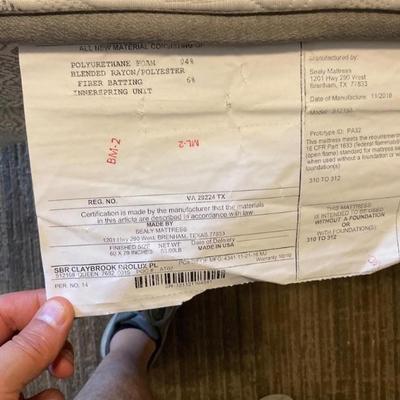 ALL NEW MATERIAL CONSISTING OF
POLYURETHANE FOAM 94%
BLENDED RAYON/POLYESTER
FIBER BATTING 6%
INNERSPRING UNIT
BM-2
ML-2
REG. NO. VA 29224 TX
Certification is made by the manufacturer that the materials
in this article are described in accordance with law.
MADE BY
SEALY MATTRESS
1201 Hwy 290 West, BRENHAM, TEXAS 77833
FINISHED SIZE NET WT Date of Delivery
60 X 79 INCHES MADE IN USA
SBR CLAYBROOK PROLUX PL
PER. NO. 14
Manufactured by:
Sealy Mattress
1201 Hwy 290 West
Brenham, TX 77833
Date of Manufacture: 11/2016
Prototype ID: PA32
This mattress meets the requirements
16 CFR Part 1633 (federal flammability
(open flame) standard for mattress se
when used without a foundation or w
foundation
310 TO 312
THIS MATTRESS
IS INTENDED TO BE USED
WITHOUT A FOUNDATION
OR
WITH FOUNDATION(S)
310 TO 312